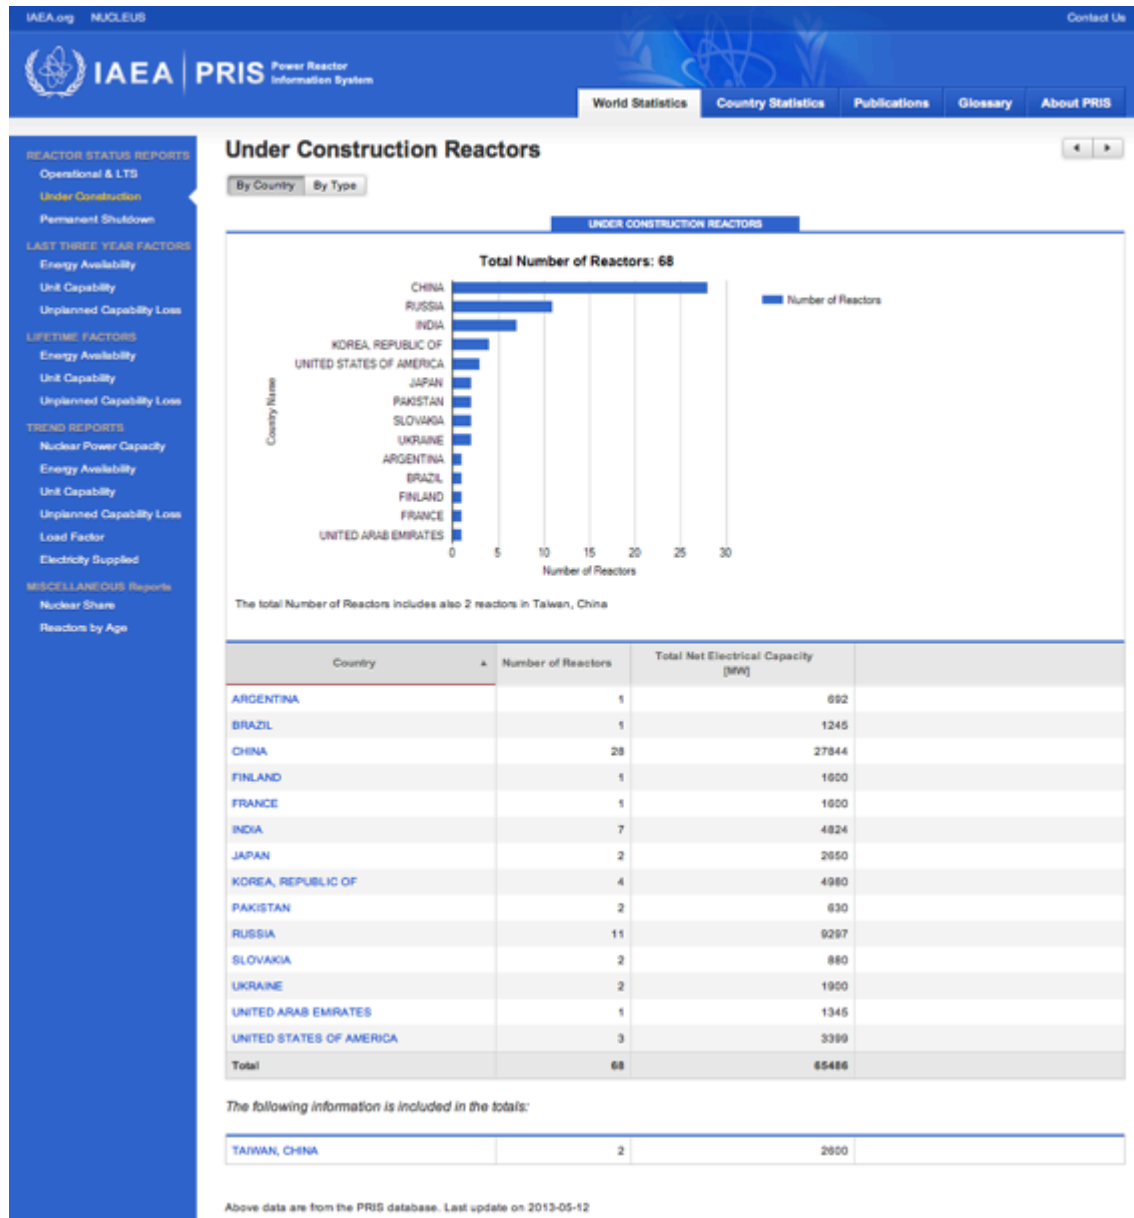 IAEA.org NUCLEUS Contact Us
IAEA PRIS Power Reactor
Information System
World Statistics Country Statistics Publications Glossary About PRIS
REACTOR STATUS REPORTS
Operational & LTS
Under Construction
Permanent Shutdown
LAST THREE YEAR FACTORS
Energy Availability
Unit Capability
Unplanned Capability Loss
LIFETIME FACTORS
Energy Availability
Unit Capability
Unplanned Capability Loss
TREND REPORTS
Nuclear Power Capacity
Energy Availability
Unit Capability
Unplanned Capability Loss
Load Factor
Electricity Supplied
MISCELLANEOUS Reports
Nuclear Share
Reactors by Age
Under Construction Reactors
By Country By Type
UNDER CONSTRUCTION REACTORS
Total Number of Reactors: 68
Country Name
CHINA
RUSSIA
INDIA
KOREA, REPUBLIC OF
UNITED STATES OF AMERICA
JAPAN
PAKISTAN
SLOVAKIA
UKRAINE
ARGENTINA
BRAZIL
FINLAND
FRANCE
UNITED ARAB EMIRATES
0 5 10 15 20 25 30
Number of Reactors
Number of Reactors
The total Number of Reactors includes also 2 reactors in Taiwan, China
Country Number of Reactors Total Net Electrical Capacity
[MW]
ARGENTINA 1 692
BRAZIL 1 1245
CHINA 28 27844
FINLAND 1 1600
FRANCE 1 1600
INDIA 7 4824
JAPAN 2 2650
KOREA, REPUBLIC OF 4 4980
PAKISTAN 2 630
RUSSIA 11 9297
SLOVAKIA 2 880
UKRAINE 2 1900
UNITED ARAB EMIRATES 1 1345
UNITED STATES OF AMERICA 3 3399
Total 68 65486
The following information is included in the totals:
TAIWAN, CHINA 2 2600
Above data are from the PRIS database. Last update on 2013-05-12